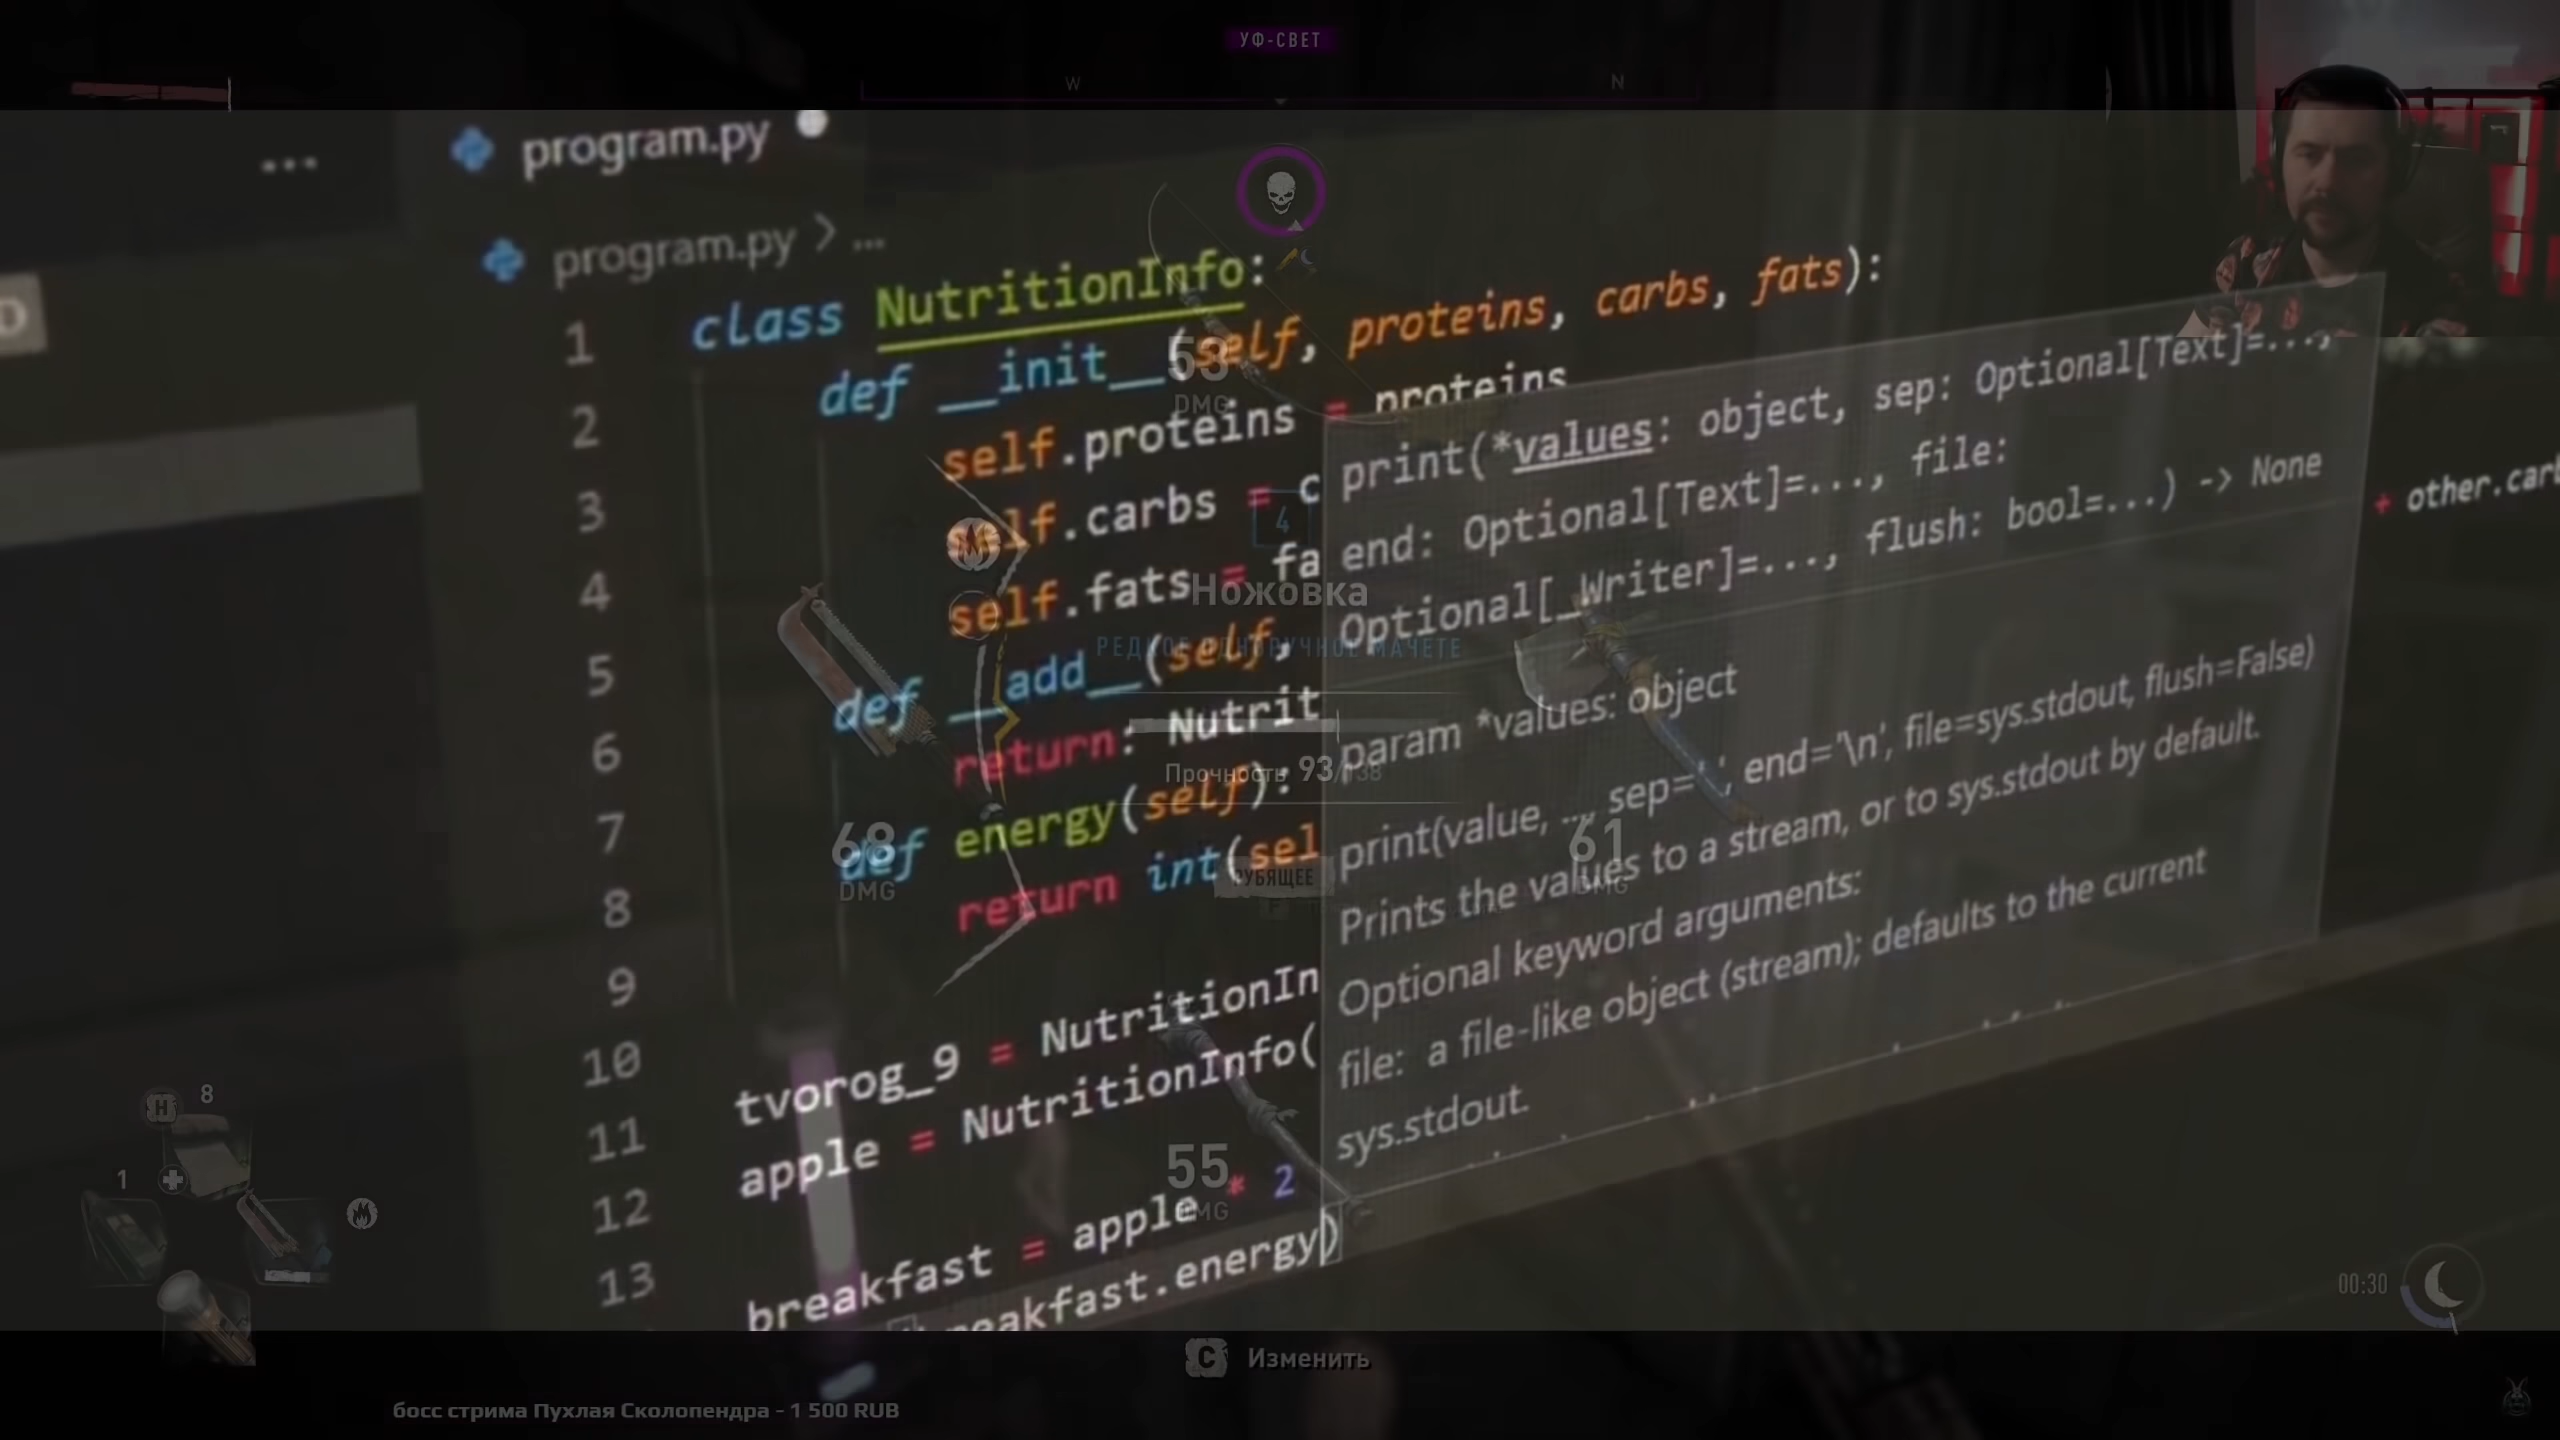 УФ-СВЕТ
W N
program.py
program.py > ...
1 class NutritionInfo:
2 def __init__(self, proteins, carbs, fats):
3 self.proteins = proteins
4 self.carbs = c
5 self.fats = fa
6 def __add__(self,
7 return: Nutrit + other.carb
8 def energy(self):
9 return int(sel
10 tvorog_9 = NutritionIn
11 apple = NutritionInfo(
12
13 breakfast = apple * 2
eakfast.energy)
print(*values: object, sep: Optional[Text]=...,
end: Optional[Text]=..., file:
Optional[_Writer]=..., flush: bool=...) -> None
param *values: object
print(value, ..., sep=' ', end='\n', file=sys.stdout, flush=False)
Prints the values to a stream, or to sys.stdout by default.
Optional keyword arguments:
file: a file-like object (stream); defaults to the current
sys.stdout.
53
DMG
4
Ножовка
РЕДКОЕ ОДНОРУЧНОЕ МАЧЕТЕ
Прочность 93/138
68
DMG
61
DMG
РУБЯЩЕЕ
55
DMG
H 8
1
00:30
C Изменить
босс стрима Пухлая Сколопендра - 1 500 RUB